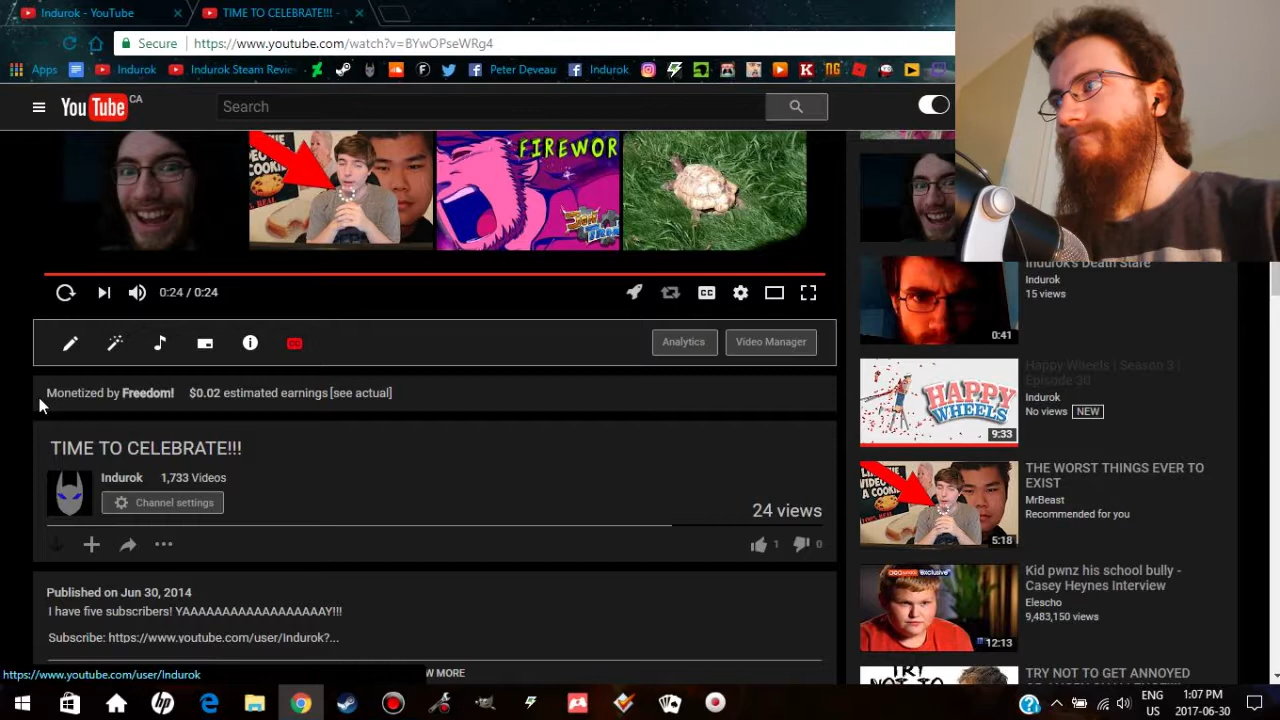 Indurok - YouTube
TIME TO CELEBRATE!!! -
Secure
https://www.youtube.com/watch?v=BYwOPseWRg4
Apps
Indurok
Indurok Steam Revie
Peter Deveau
Indurok
YouTube CA
Search
FIREWOR
0:24 / 0:24
CC
CC
Analytics
Video Manager
Monetized by Freedom! $0.02 estimated earnings [see actual]
TIME TO CELEBRATE!!!
Indurok 1,733 Videos
Channel settings
24 views
1
0
Published on Jun 30, 2014
I have five subscribers! YAAAAAAAAAAAAAAAAAY!!!
Subscribe: https://www.youtube.com/user/Indurok?...
W MORE
https://www.youtube.com/user/Indurok
Indurok's Death Stare
Indurok
15 views
0:41
Happy Wheels | Season 3 |
Episode 30
Indurok
No views NEW
HAPPY
WHEELS
9:33
THE WORST THINGS EVER TO
EXIST
MrBeast
Recommended for you
5:18
Kid pwnz his school bully -
Casey Heynes Interview
Elescho
9,483,150 views
12:13
TRY NOT TO GET ANNOYED
TRY
NOT TO
ENG
US
1:07 PM
2017-06-30